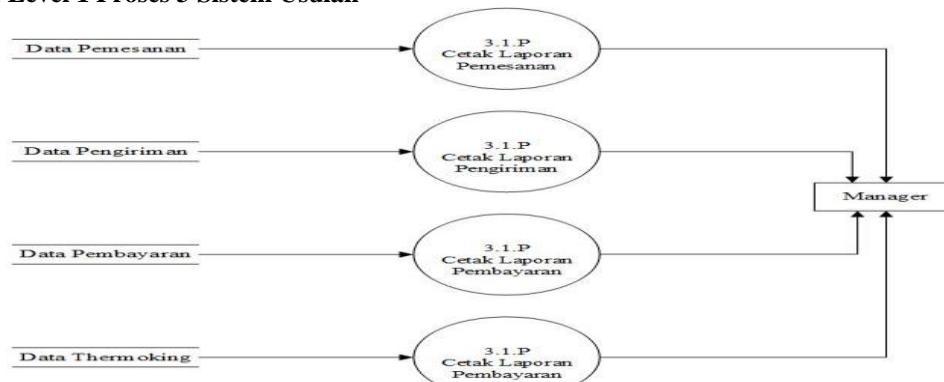 Level 1 Proses 3 Sistem Usulan
Data Pemesanan
3.1.P
Cetak Laporan
Pemesanan
Data Pengiriman
3.1.P
Cetak Laporan
Pengiriman
Manager
Data Pembayaran
3.1.P
Cetak Laporan
Pembayaran
Data Thermoking
3.1.P
Cetak Laporan
Pembayaran